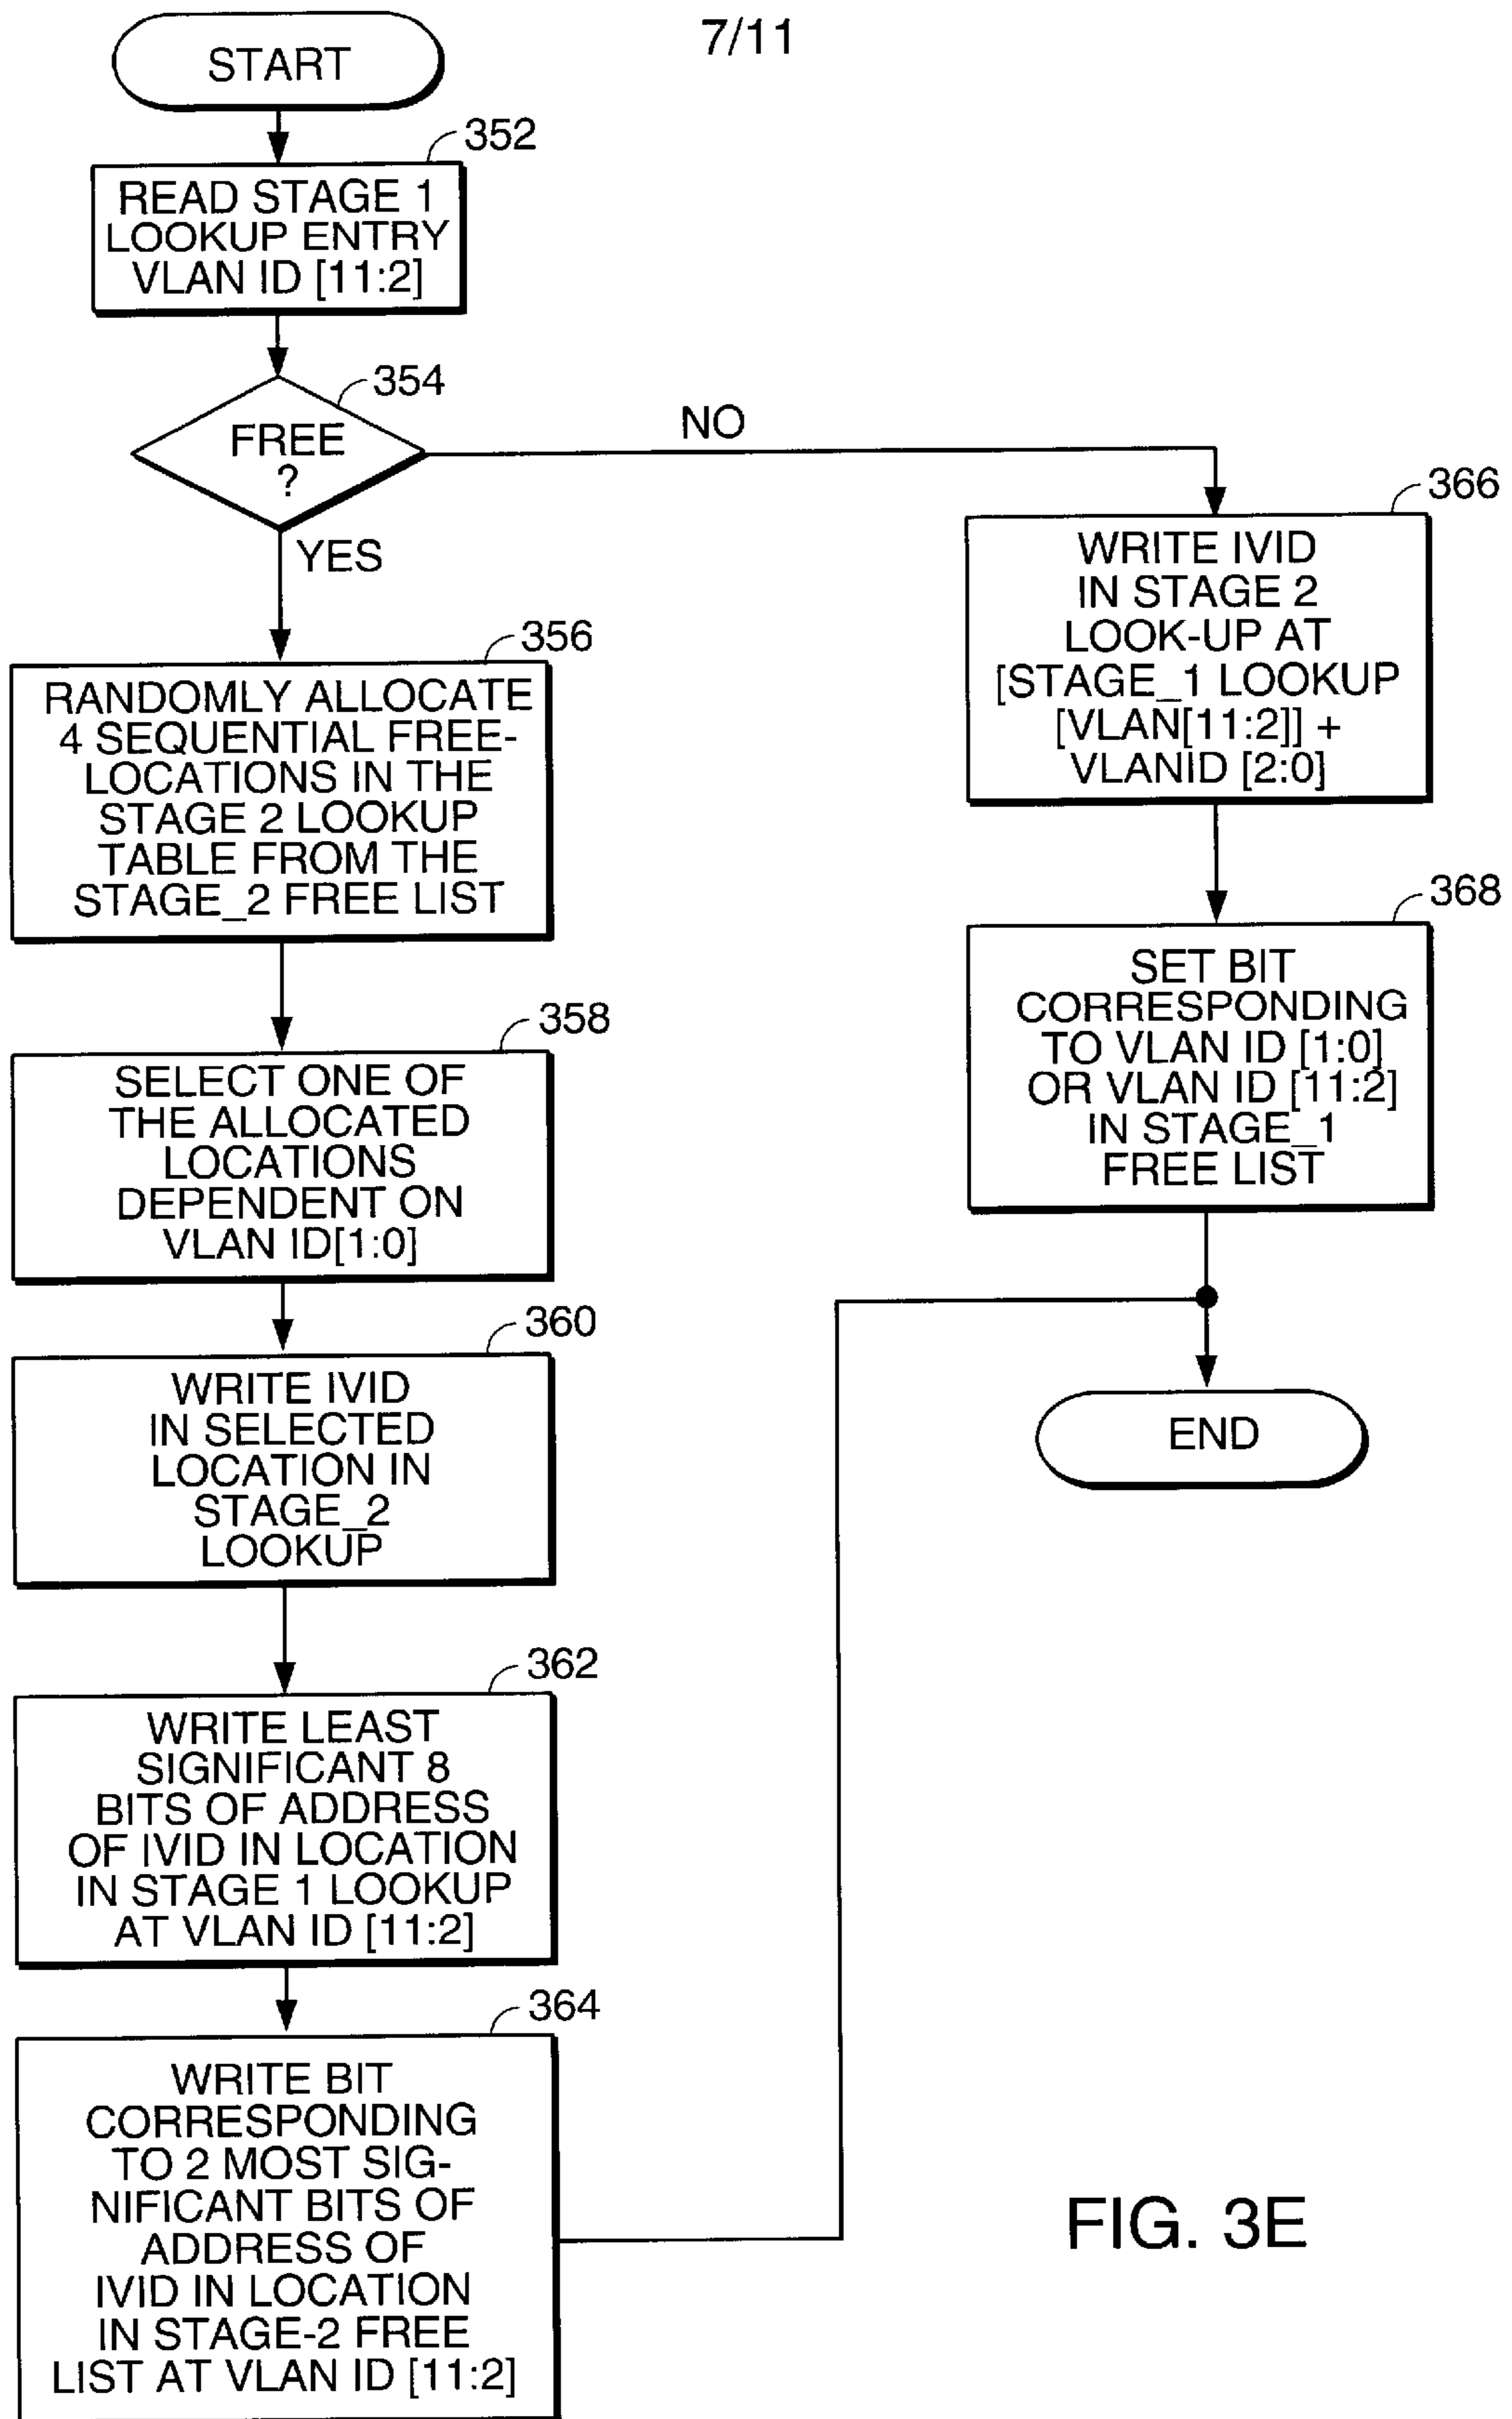 7/11
START
352
READ STAGE 1
LOOKUP ENTRY
VLAN ID [11:2]
354
FREE
?
NO
YES
356
RANDOMLY ALLOCATE
4 SEQUENTIAL FREE-
LOCATIONS IN THE
STAGE 2 LOOKUP
TABLE FROM THE
STAGE_2 FREE LIST
358
SELECT ONE OF
THE ALLOCATED
LOCATIONS
DEPENDENT ON
VLAN ID[1:0]
360
WRITE IVID
IN SELECTED
LOCATION IN
STAGE_2
LOOKUP
362
WRITE LEAST
SIGNIFICANT 8
BITS OF ADDRESS
OF IVID IN LOCATION
IN STAGE 1 LOOKUP
AT VLAN ID [11:2]
364
WRITE BIT
CORRESPONDING
TO 2 MOST SIG-
NIFICANT BITS OF
ADDRESS OF
IVID IN LOCATION
IN STAGE-2 FREE
LIST AT VLAN ID [11:2]
366
WRITE IVID
IN STAGE 2
LOOK-UP AT
[STAGE_1 LOOKUP
[VLAN[11:2]] +
VLANID [2:0]
368
SET BIT
CORRESPONDING
TO VLAN ID [1:0]
OR VLAN ID [11:2]
IN STAGE_1
FREE LIST
END
FIG. 3E